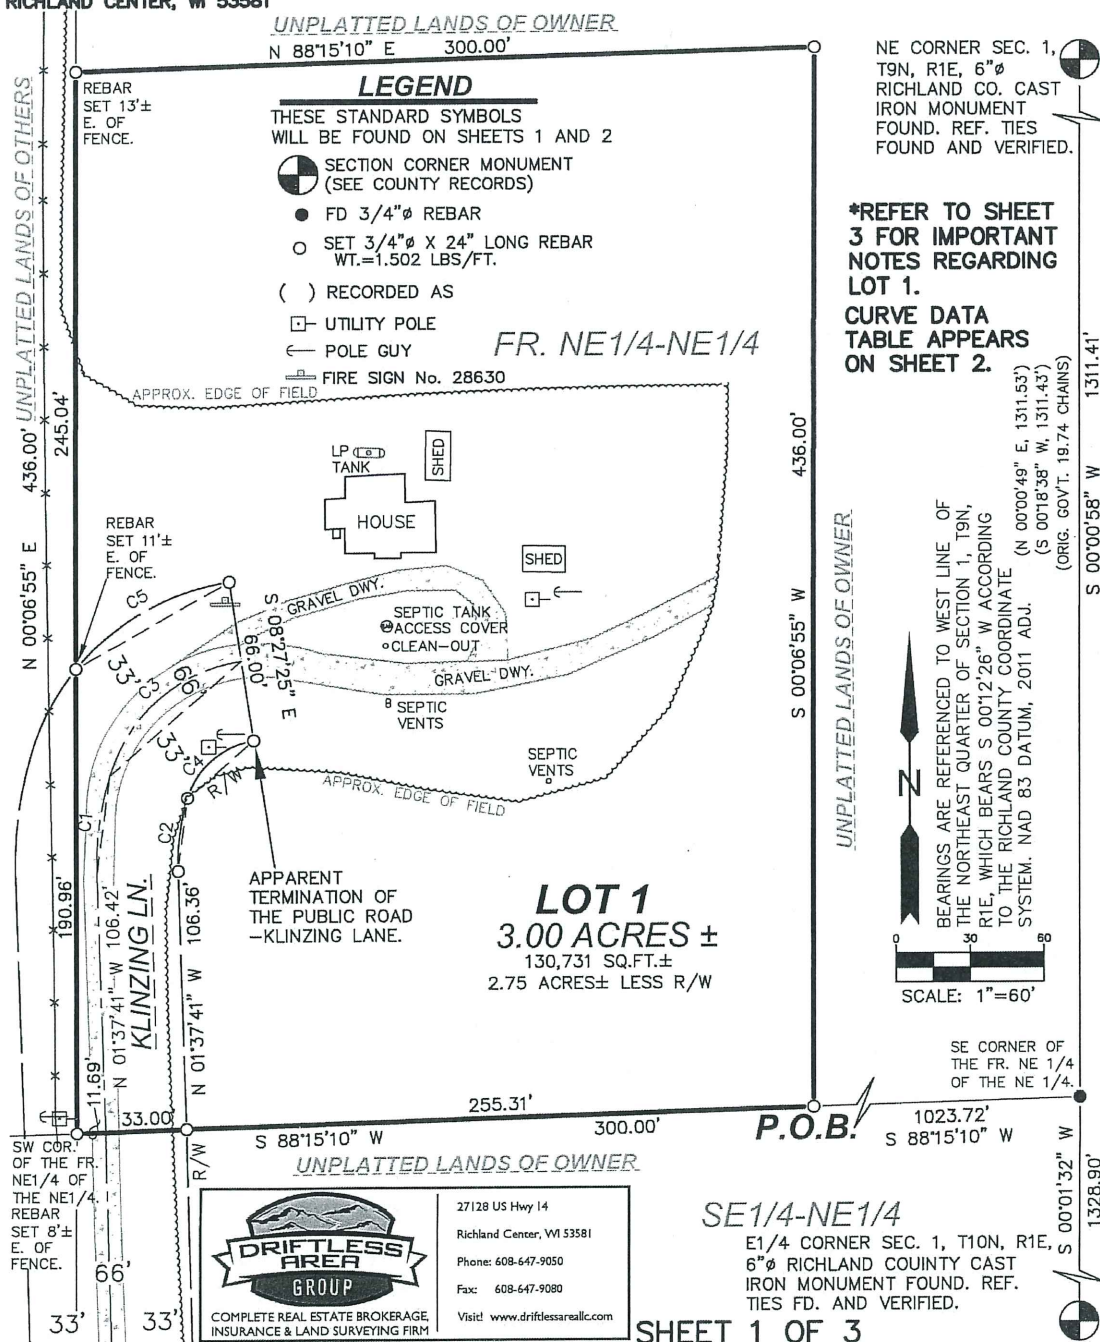 RICHLAND CENTER, WI 53581
UNPLATTED LANDS OF OWNER
N 88°15'10" E 300.00'
REBAR
SET 13'±
E. OF
FENCE.
LEGEND
THESE STANDARD SYMBOLS
WILL BE FOUND ON SHEETS 1 AND 2
SECTION CORNER MONUMENT
(SEE COUNTY RECORDS)
FD 3/4"ø REBAR
SET 3/4"ø X 24" LONG REBAR
WT.=1.502 LBS/FT.
( ) RECORDED AS
UTILITY POLE
POLE GUY
FIRE SIGN No. 28630
NE CORNER SEC. 1,
T9N, R1E, 6"ø
RICHLAND CO. CAST
IRON MONUMENT
FOUND. REF. TIES
FOUND AND VERIFIED.
*REFER TO SHEET
3 FOR IMPORTANT
NOTES REGARDING
LOT 1.
CURVE DATA
TABLE APPEARS
ON SHEET 2.
FR. NE1/4-NE1/4
UNPLATTED LANDS OF OTHERS
N 00°06'55" E 436.00'
245.04'
190.96'
APPROX. EDGE OF FIELD
LP
TANK
SHED
HOUSE
SHED
REBAR
SET 11'±
E. OF
FENCE.
C5
GRAVEL DWY.
SEPTIC TANK
ACCESS COVER
CLEAN-OUT
GRAVEL DWY.
S 08°27'25" E
66.00'
33'
C3
66'
33'
C4
SEPTIC
VENTS
SEPTIC
VENTS
R/W
APPROX. EDGE OF FIELD
C1
C2
APPARENT
TERMINATION OF
THE PUBLIC ROAD
-KLINZING LANE.
KLINZING LN.
N 01°37'41" W 106.42'
N 01°37'41" W 106.36'
LOT 1
3.00 ACRES ±
130,731 SQ.FT.±
2.75 ACRES± LESS R/W
436.00'
S 00°06'55" W
UNPLATTED LANDS OF OWNER
1311.41'
S 00°00'58" W
(N 00°00'49" E, 1311.53')
(S 00°18'38" W, 1311.43')
(ORIG. GOV'T. 19.74 CHAINS)
BEARINGS ARE REFERENCED TO WEST LINE OF
THE NORTHEAST QUARTER OF SECTION 1, T9N,
R1E, WHICH BEARS S 00°12'26" W ACCORDING
TO THE RICHLAND COUNTY COORDINATE
SYSTEM. NAD 83 DATUM, 2011 ADJ.
N
0 30 60
SCALE: 1"=60'
SE CORNER OF
THE FR. NE 1/4
OF THE NE 1/4.
11.69'
33.00'
255.31'
S 88°15'10" W 300.00'
P.O.B.
1023.72'
S 88°15'10" W
SW COR.
OF THE FR.
NE1/4 OF
THE NE1/4.
REBAR
SET 8'±
E. OF
FENCE.
R/W
UNPLATTED LANDS OF OWNER
66'
33'
33'
DRIFTLESS
AREA
GROUP
COMPLETE REAL ESTATE BROKERAGE,
INSURANCE & LAND SURVEYING FIRM
27128 US Hwy 14
Richland Center, WI 53581
Phone: 608-647-9050
Fax: 608-647-9080
Visit! www.driftlessareallc.com
SE1/4-NE1/4
E1/4 CORNER SEC. 1, T10N, R1E,
6"ø RICHLAND COUNTY CAST
IRON MONUMENT FOUND. REF.
TIES FD. AND VERIFIED.
S 00°01'32" W
1328.90'
SHEET 1 OF 3